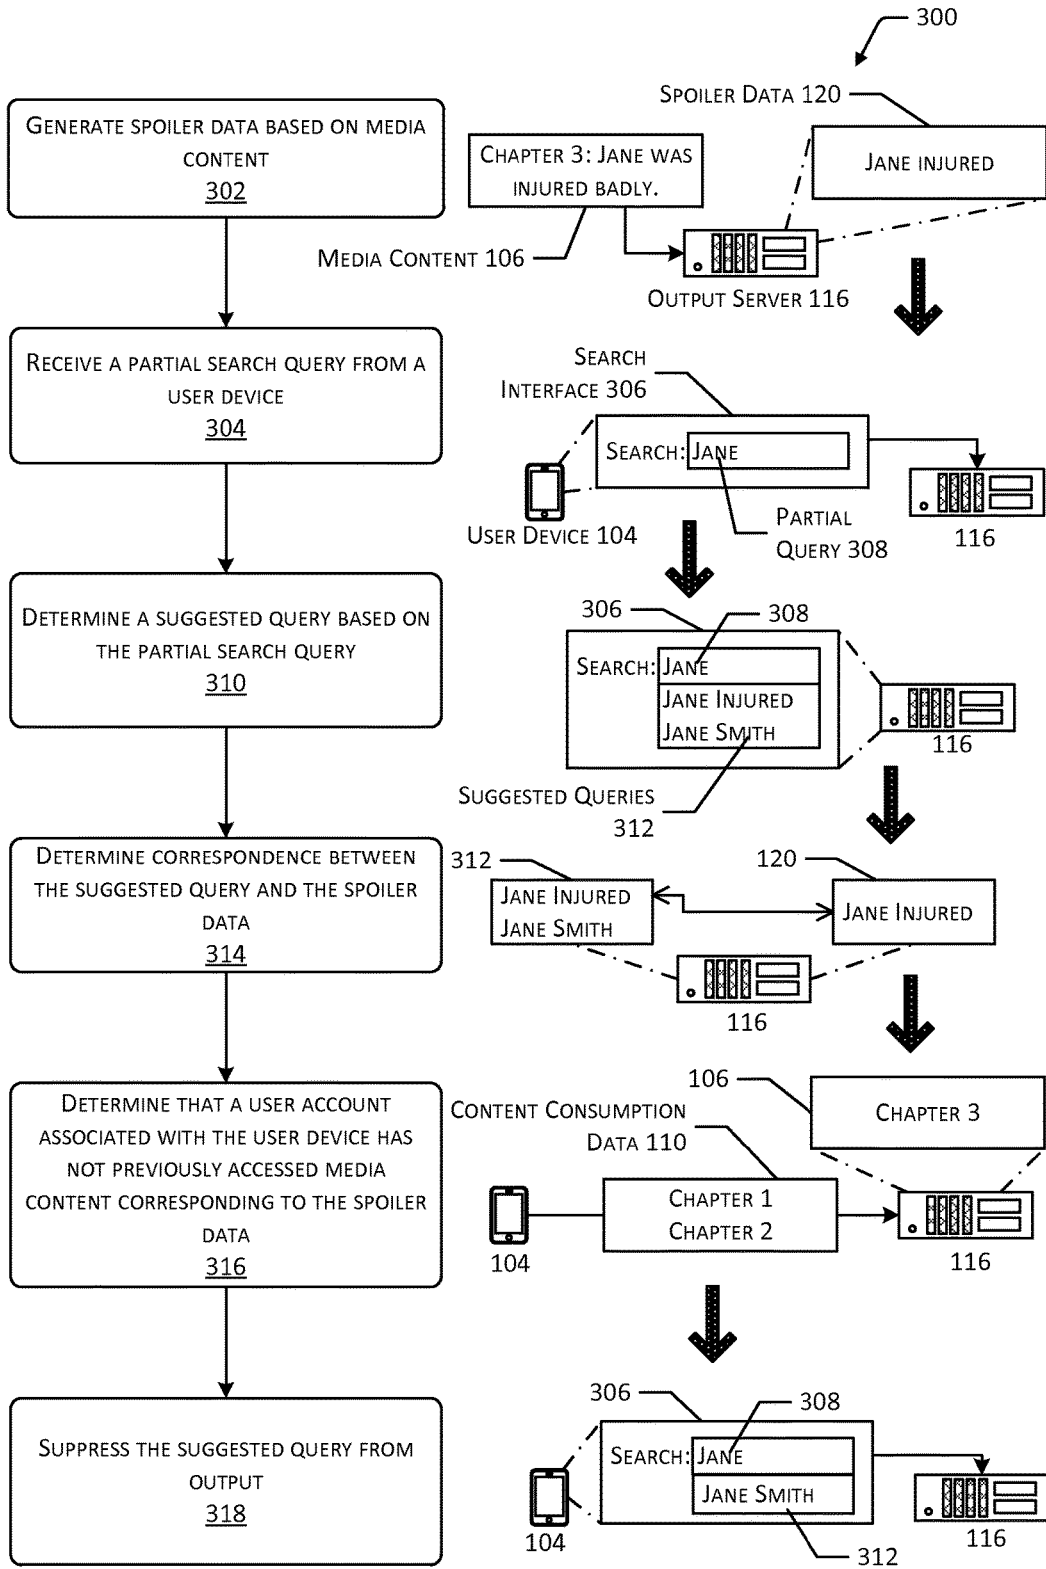 300
GENERATE SPOILER DATA BASED ON MEDIA
CONTENT
302
SPOILER DATA 120
CHAPTER 3: JANE WAS
INJURED BADLY.
JANE INJURED
MEDIA CONTENT 106
OUTPUT SERVER 116
RECEIVE A PARTIAL SEARCH QUERY FROM A
USER DEVICE
304
SEARCH
INTERFACE 306
SEARCH: JANE
USER DEVICE 104
PARTIAL
QUERY 308
116
DETERMINE A SUGGESTED QUERY BASED ON
THE PARTIAL SEARCH QUERY
310
306
308
SEARCH: JANE
JANE INJURED
JANE SMITH
116
SUGGESTED QUERIES
312
DETERMINE CORRESPONDENCE BETWEEN
THE SUGGESTED QUERY AND THE SPOILER
DATA
314
312
120
JANE INJURED
JANE SMITH
JANE INJURED
116
DETERMINE THAT A USER ACCOUNT
ASSOCIATED WITH THE USER DEVICE HAS
NOT PREVIOUSLY ACCESSED MEDIA
CONTENT CORRESPONDING TO THE SPOILER
DATA
316
106
CHAPTER 3
CONTENT CONSUMPTION
DATA 110
CHAPTER 1
CHAPTER 2
104
116
SUPPRESS THE SUGGESTED QUERY FROM
OUTPUT
318
306
308
SEARCH: JANE
JANE SMITH
104
312
116